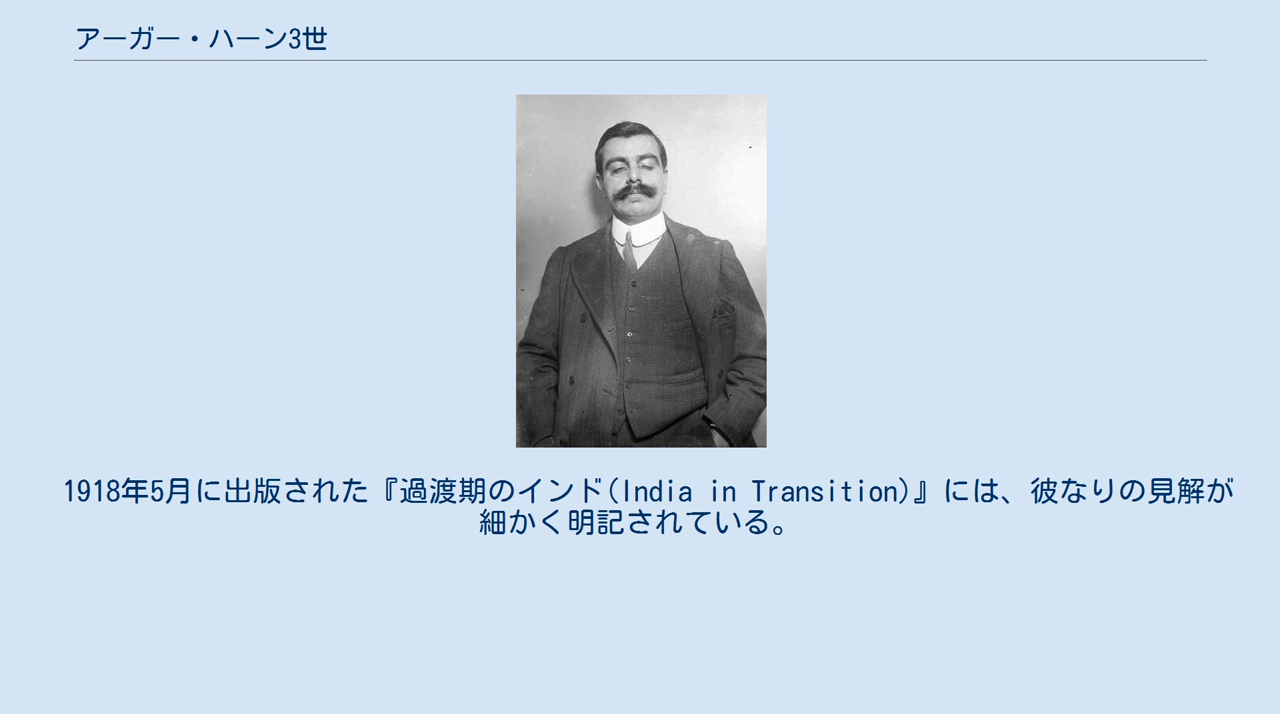 アーガー・ハーン3世
1918年5月に出版された『過渡期のインド(India in Transition)』には、彼なりの見解が
細かく明記されている。